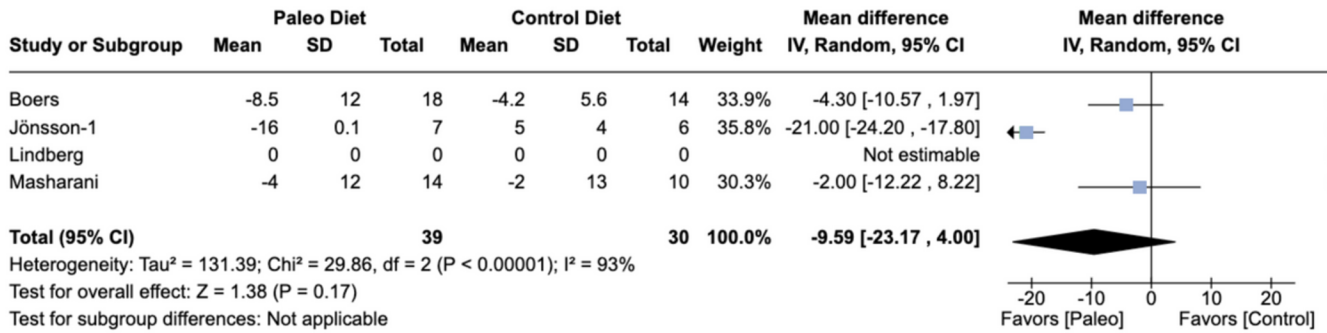 Paleo Diet Control Diet Mean difference Mean difference
Study or Subgroup Mean SD Total Mean SD Total Weight IV, Random, 95% CI IV, Random, 95% CI
Boers -8.5 12 18 -4.2 5.6 14 33.9% -4.30 [-10.57 , 1.97]
Jönsson-1 -16 0.1 7 5 4 6 35.8% -21.00 [-24.20 , -17.80]
Lindberg 0 0 0 0 0 0 Not estimable
Masharani -4 12 14 -2 13 10 30.3% -2.00 [-12.22 , 8.22]
Total (95% CI) 39 30 100.0% -9.59 [-23.17 , 4.00]
Heterogeneity: Tau² = 131.39; Chi² = 29.86, df = 2 (P < 0.00001); I² = 93%
Test for overall effect: Z = 1.38 (P = 0.17) -20 -10 0 10 20
Test for subgroup differences: Not applicable Favors [Paleo] Favors [Control]